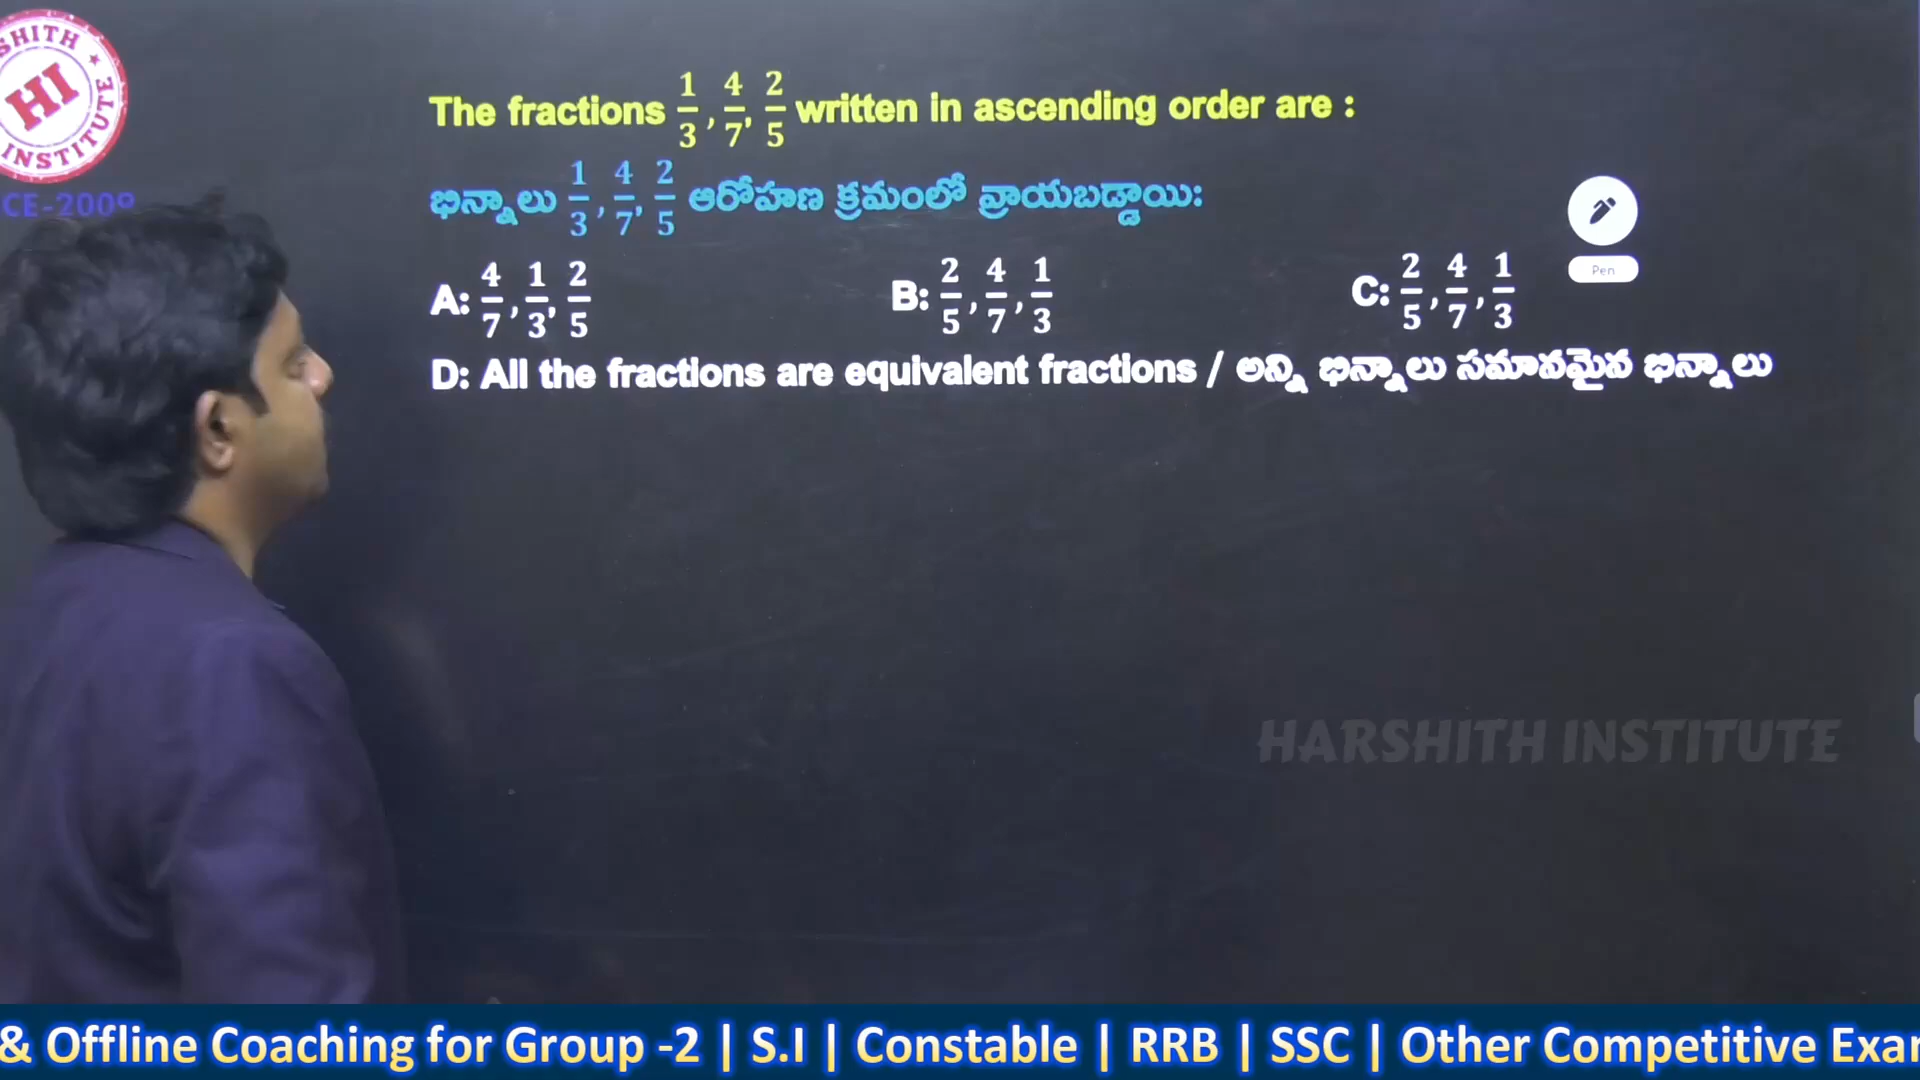 SHITH
HI
INSTITUTE
CE-2009
The fractions 1/3, 4/7, 2/5 written in ascending order are :
భిన్నాలు 1/3, 4/7, 2/5 ఆరోహణ క్రమంలో వ్రాయబడ్డాయి:
A: 4/7, 1/3, 2/5 B: 2/5, 4/7, 1/3 C: 2/5, 4/7, 1/3
Pen
D: All the fractions are equivalent fractions / అన్ని భిన్నాలు సమానమైన భిన్నాలు
HARSHITH INSTITUTE
& Offline Coaching for Group -2 | S.I | Constable | RRB | SSC | Other Competitive Exar